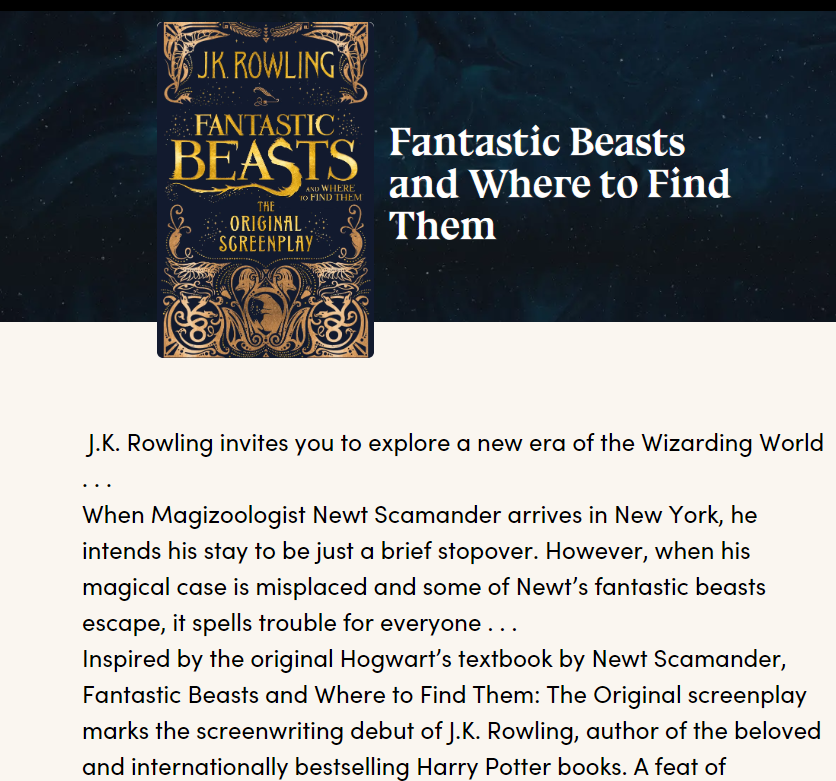 J.K. ROWLING
FANTASTIC
BEASTS
AND WHERE
TO FIND THEM
THE
ORIGINAL
SCREENPLAY
Fantastic Beasts
and Where to Find
Them
J.K. Rowling invites you to explore a new era of the Wizarding World
. . .
When Magizoologist Newt Scamander arrives in New York, he
intends his stay to be just a brief stopover. However, when his
magical case is misplaced and some of Newt’s fantastic beasts
escape, it spells trouble for everyone . . .
Inspired by the original Hogwart’s textbook by Newt Scamander,
Fantastic Beasts and Where to Find Them: The Original screenplay
marks the screenwriting debut of J.K. Rowling, author of the beloved
and internationally bestselling Harry Potter books. A feat of